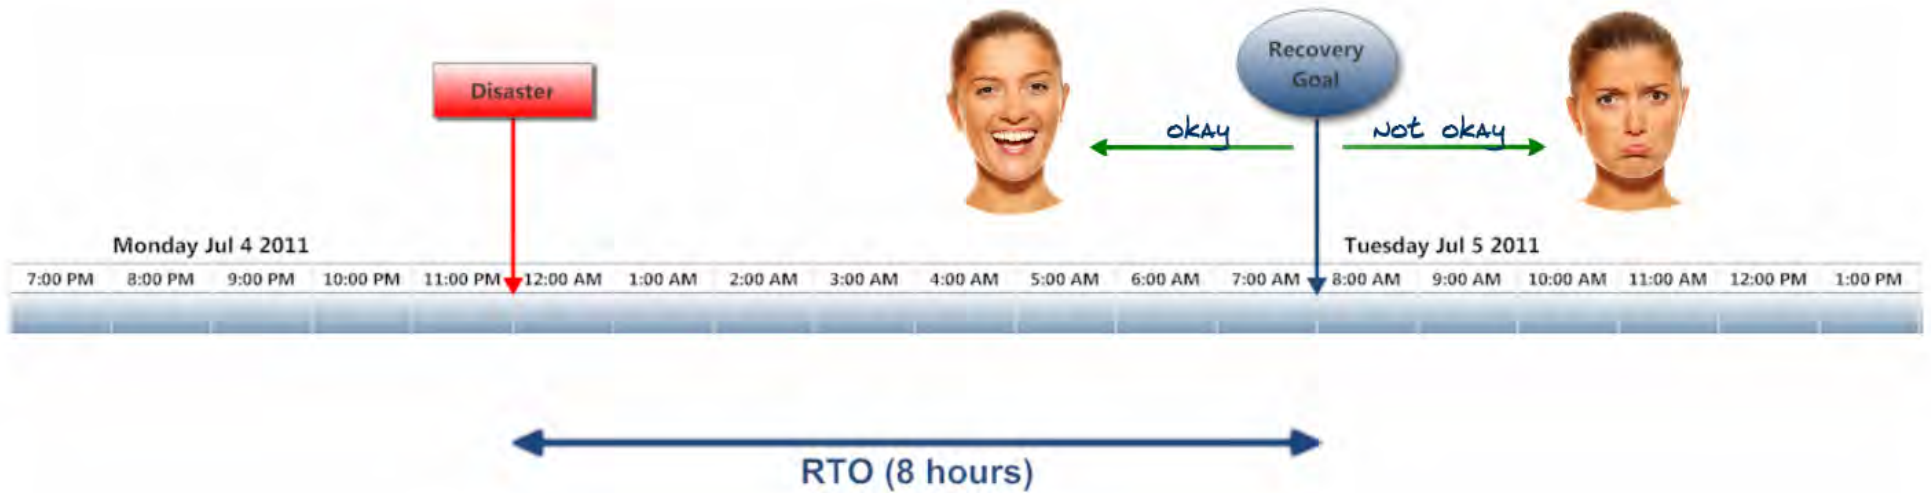 Disaster
Recovery
Goal
okay
Not okay
Monday Jul 4 2011
Tuesday Jul 5 2011
7:00 PM 8:00 PM 9:00 PM 10:00 PM 11:00 PM 12:00 AM 1:00 AM 2:00 AM 3:00 AM 4:00 AM 5:00 AM 6:00 AM 7:00 AM 8:00 AM 9:00 AM 10:00 AM 11:00 AM 12:00 PM 1:00 PM
RTO (8 hours)